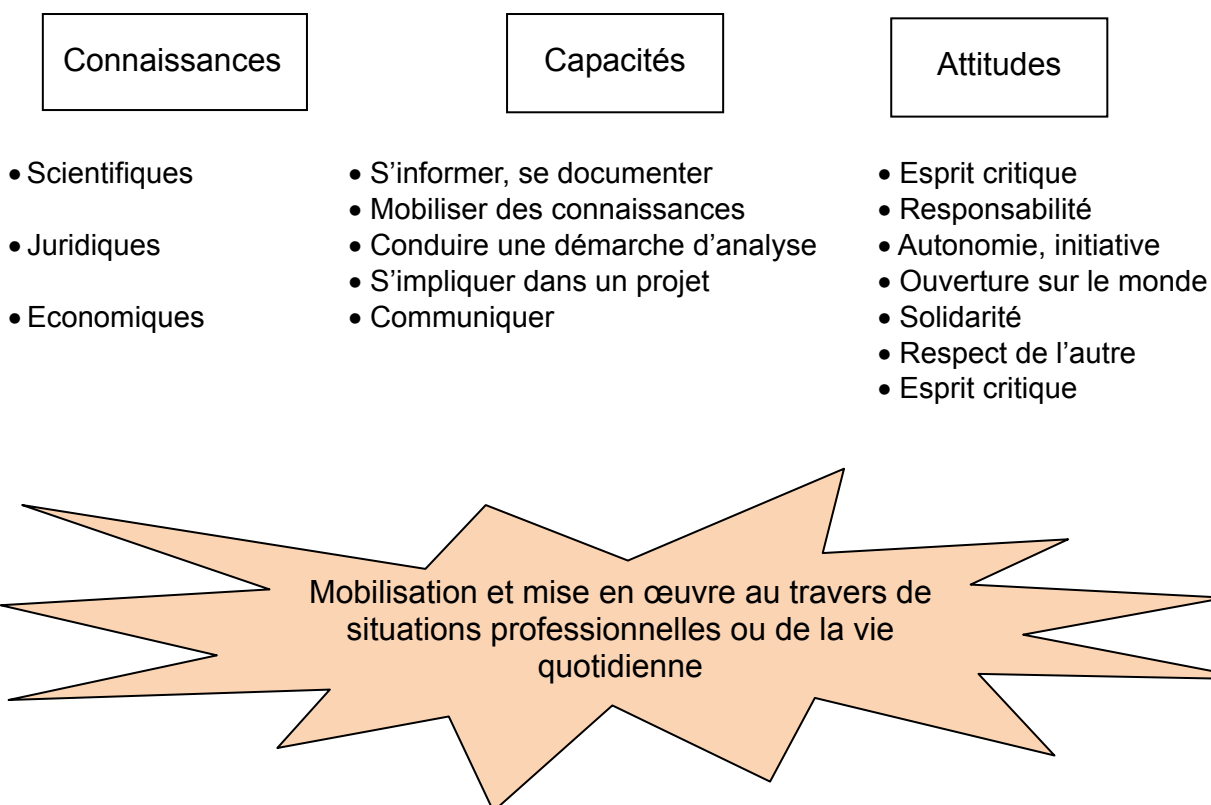 Connaissances
Capacités
Attitudes
• Scientifiques
• Juridiques
• Economiques
• S’informer, se documenter
• Mobiliser des connaissances
• Conduire une démarche d’analyse
• S’impliquer dans un projet
• Communiquer
• Esprit critique
• Responsabilité
• Autonomie, initiative
• Ouverture sur le monde
• Solidarité
• Respect de l’autre
• Esprit critique
Mobilisation et mise en œuvre au travers de
situations professionnelles ou de la vie
quotidienne